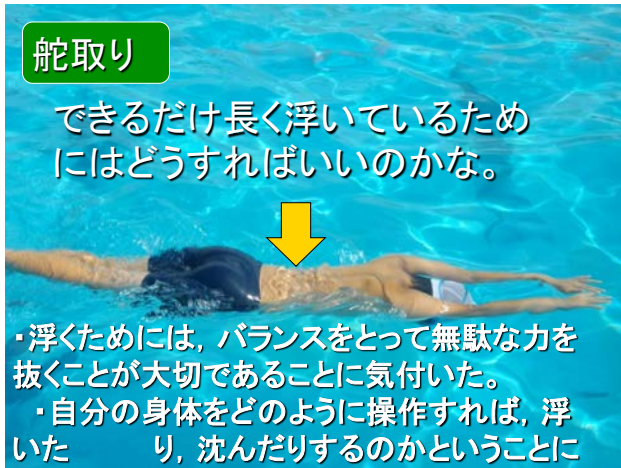 舵取り
できるだけ長く浮いているため
にはどうすればいいのかな。
・浮くためには，バランスをとって無駄な力を
抜くことが大切であることに気付いた。
・自分の身体をどのように操作すれば，浮
いた　　　り，沈んだりするのかということに